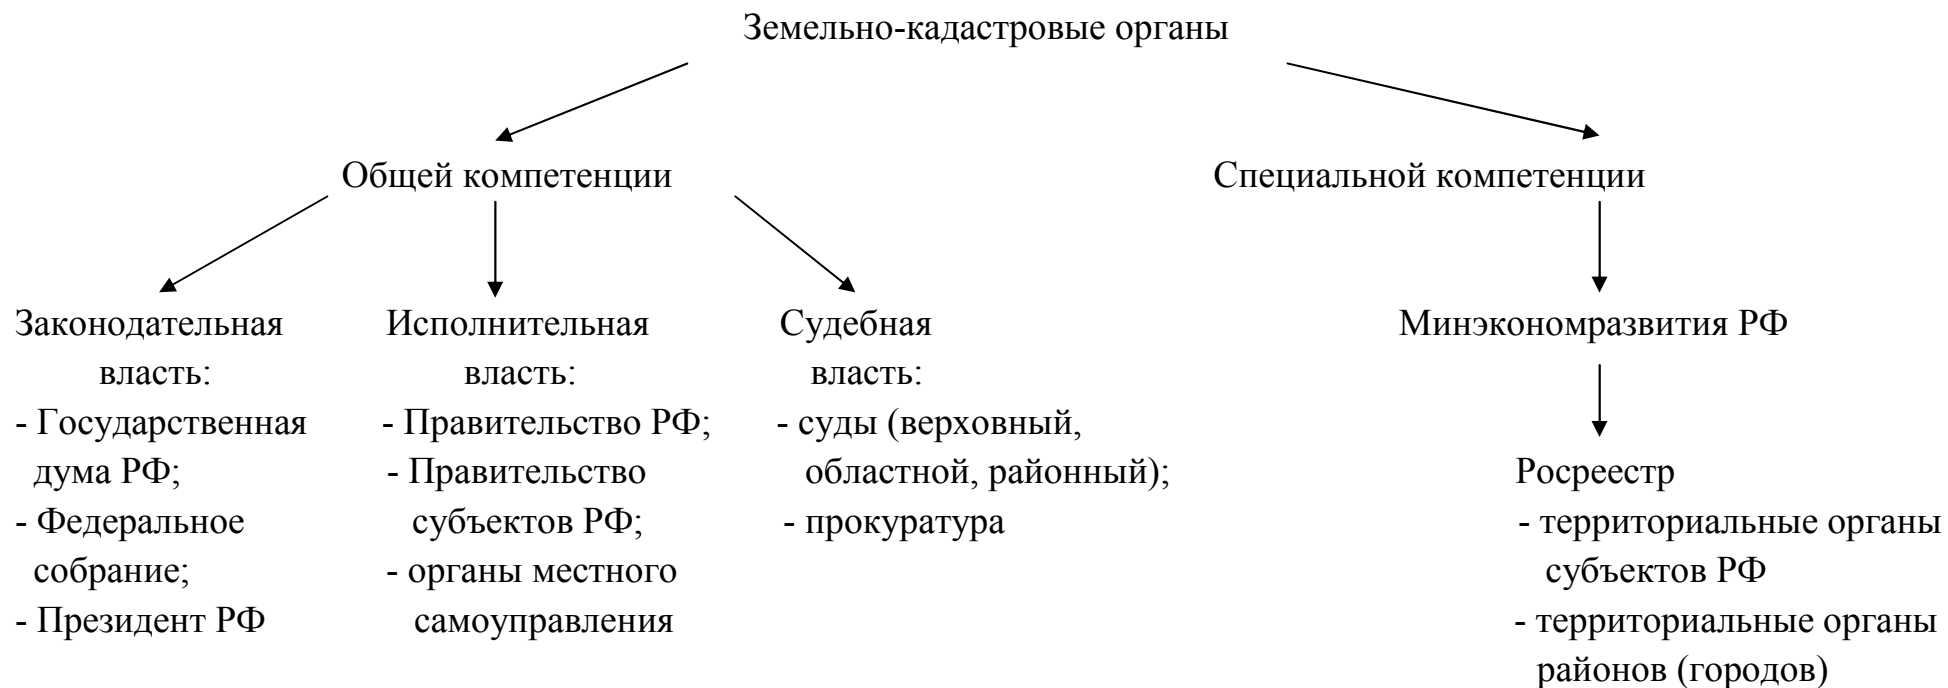 Земельно-кадастровые органы
Общей компетенции
Специальной компетенции
Законодательная
власть:
- Государственная
дума РФ;
- Федеральное
собрание;
- Президент РФ
Исполнительная
власть:
- Правительство РФ;
- Правительство
субъектов РФ;
- органы местного
самоуправления
Судебная
власть:
- суды (верховный,
областной, районный);
- прокуратура
Минэкономразвития РФ
Росреестр
- территориальные органы
субъектов РФ
- территориальные органы
районов (городов)